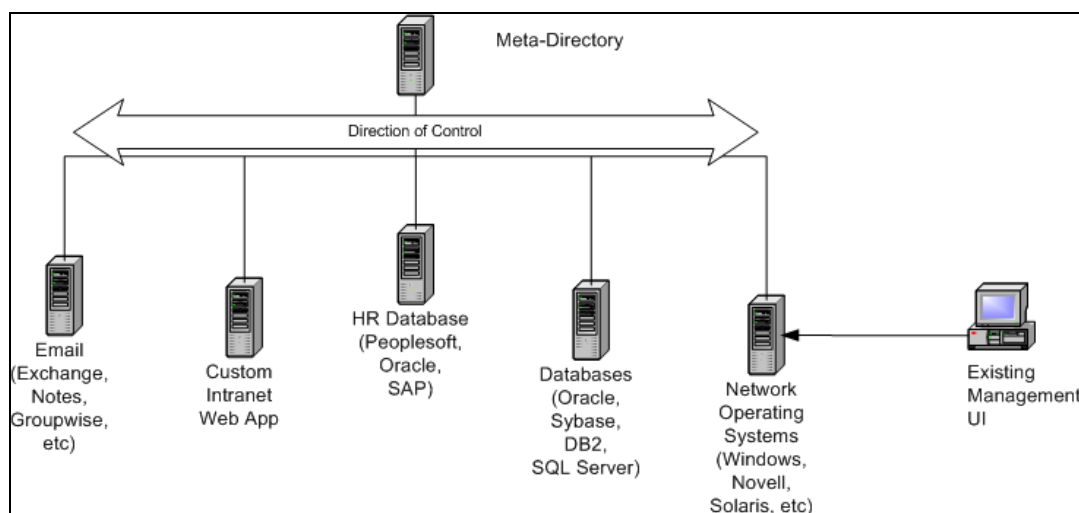 Meta-Directory
Direction of Control
Email
(Exchange,
Notes,
Groupwise,
etc)
Custom
Intranet
Web App
HR Database
(Peoplesoft,
Oracle,
SAP)
Databases
(Oracle,
Sybase,
DB2,
SQL Server)
Network
Operating
Systems
(Windows,
Novell,
Solaris, etc)
Existing
Management
UI